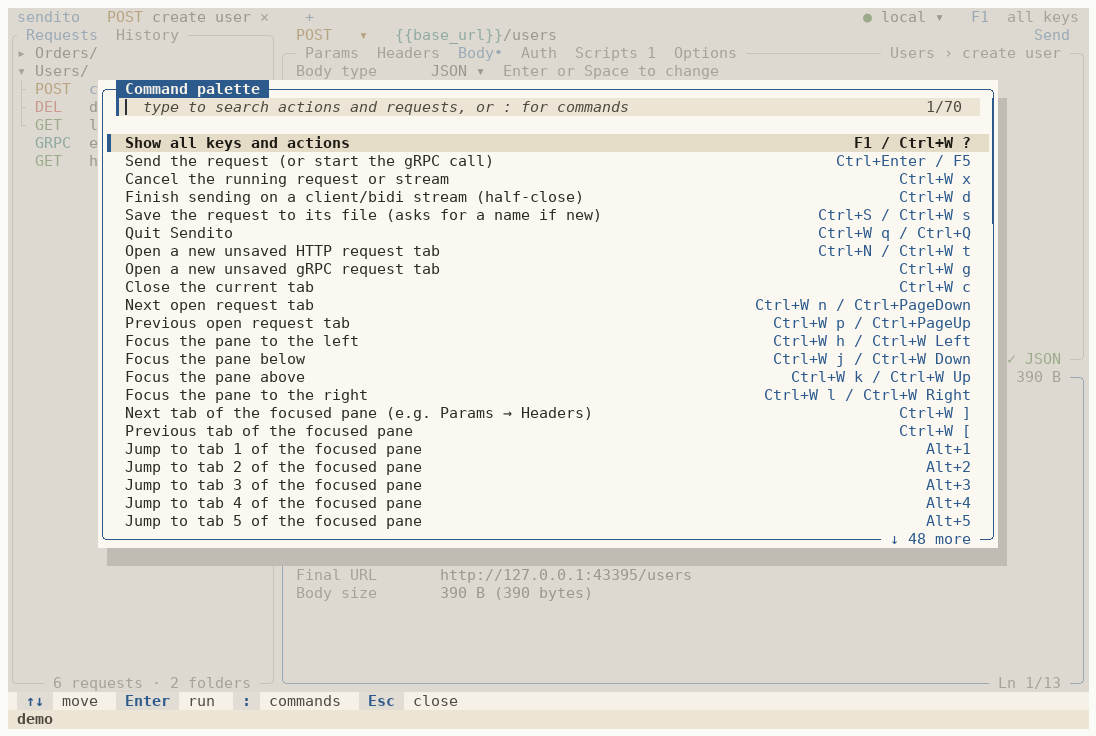 sendito   POST create user ×    +   ● local ▾   F1  all keys
Requests  History   POST   ▾   {{base_url}}/users   Send
▸ Orders/   Params  Headers  Body•  Auth  Scripts 1  Options   Users › create user
▾ Users/   Body type   JSON ▾  Enter or Space to change
POST  c   Command palette
DEL   d   type to search actions and requests, or : for commands   1/70
GET   l
GRPC  e   Show all keys and actions   F1 / Ctrl+W ?
GET   h   Send the request (or start the gRPC call)   Ctrl+Enter / F5
Cancel the running request or stream   Ctrl+W x
Finish sending on a client/bidi stream (half-close)   Ctrl+W d
Save the request to its file (asks for a name if new)   Ctrl+S / Ctrl+W s
Quit Sendito   Ctrl+W q / Ctrl+Q
Open a new unsaved HTTP request tab   Ctrl+N / Ctrl+W t
Open a new unsaved gRPC request tab   Ctrl+W g
Close the current tab   Ctrl+W c
Next open request tab   Ctrl+W n / Ctrl+PageDown
Previous open request tab   Ctrl+W p / Ctrl+PageUp
Focus the pane to the left   Ctrl+W h / Ctrl+W Left
Focus the pane below   Ctrl+W j / Ctrl+W Down   ✓ JSON
Focus the pane above   Ctrl+W k / Ctrl+W Up   390 B
Focus the pane to the right   Ctrl+W l / Ctrl+W Right
Next tab of the focused pane (e.g. Params → Headers)   Ctrl+W ]
Previous tab of the focused pane   Ctrl+W [
Jump to tab 1 of the focused pane   Alt+1
Jump to tab 2 of the focused pane   Alt+2
Jump to tab 3 of the focused pane   Alt+3
Jump to tab 4 of the focused pane   Alt+4
Jump to tab 5 of the focused pane   Alt+5
↓ 48 more
Final URL   http://127.0.0.1:43395/users
Body size   390 B (390 bytes)
6 requests · 2 folders   Ln 1/13
↑↓  move   Enter  run   :  commands   Esc  close
demo